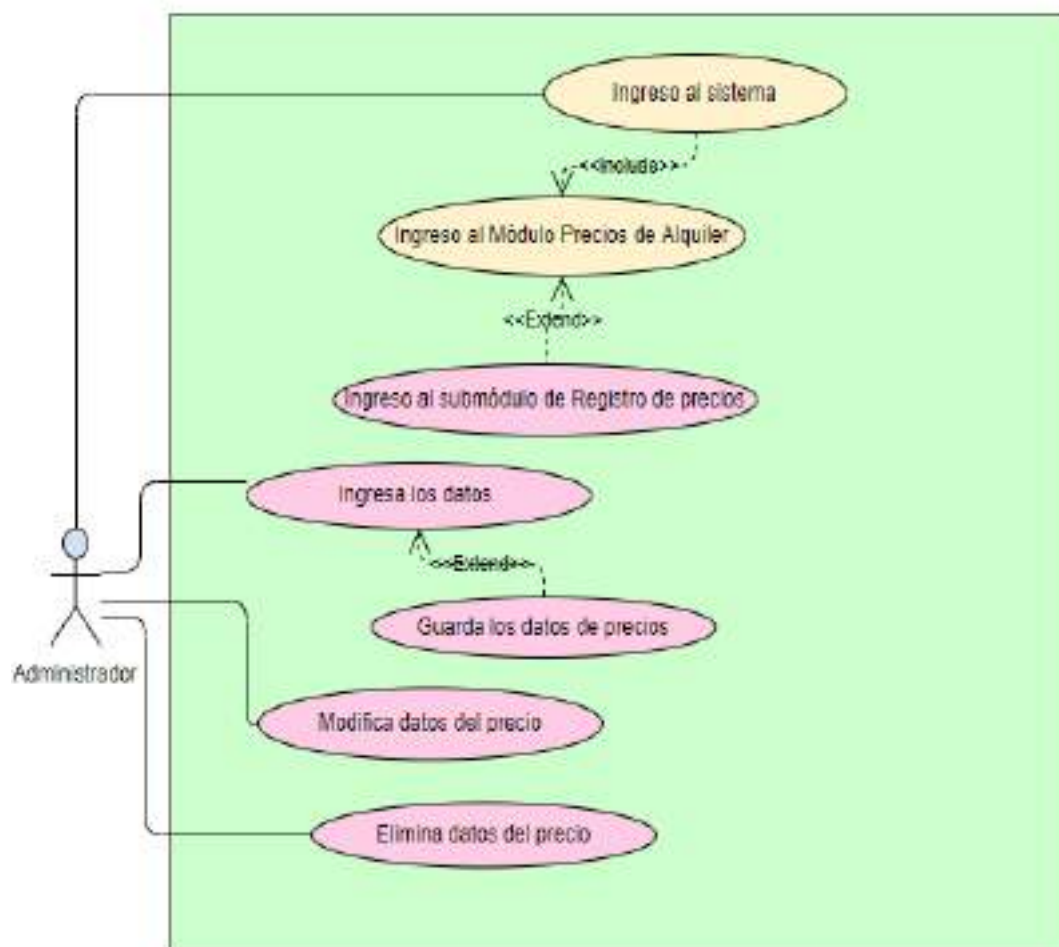 Ingreso al sistema
<<Include>>
Ingreso al Módulo Precios de Alquiler
<<Extend>>
Ingreso al submódulo de Registro de precios
Ingresa los datos
<<Extend>>
Guarda los datos de precios
Administrador
Modifica datos del precio
Elimina datos del precio